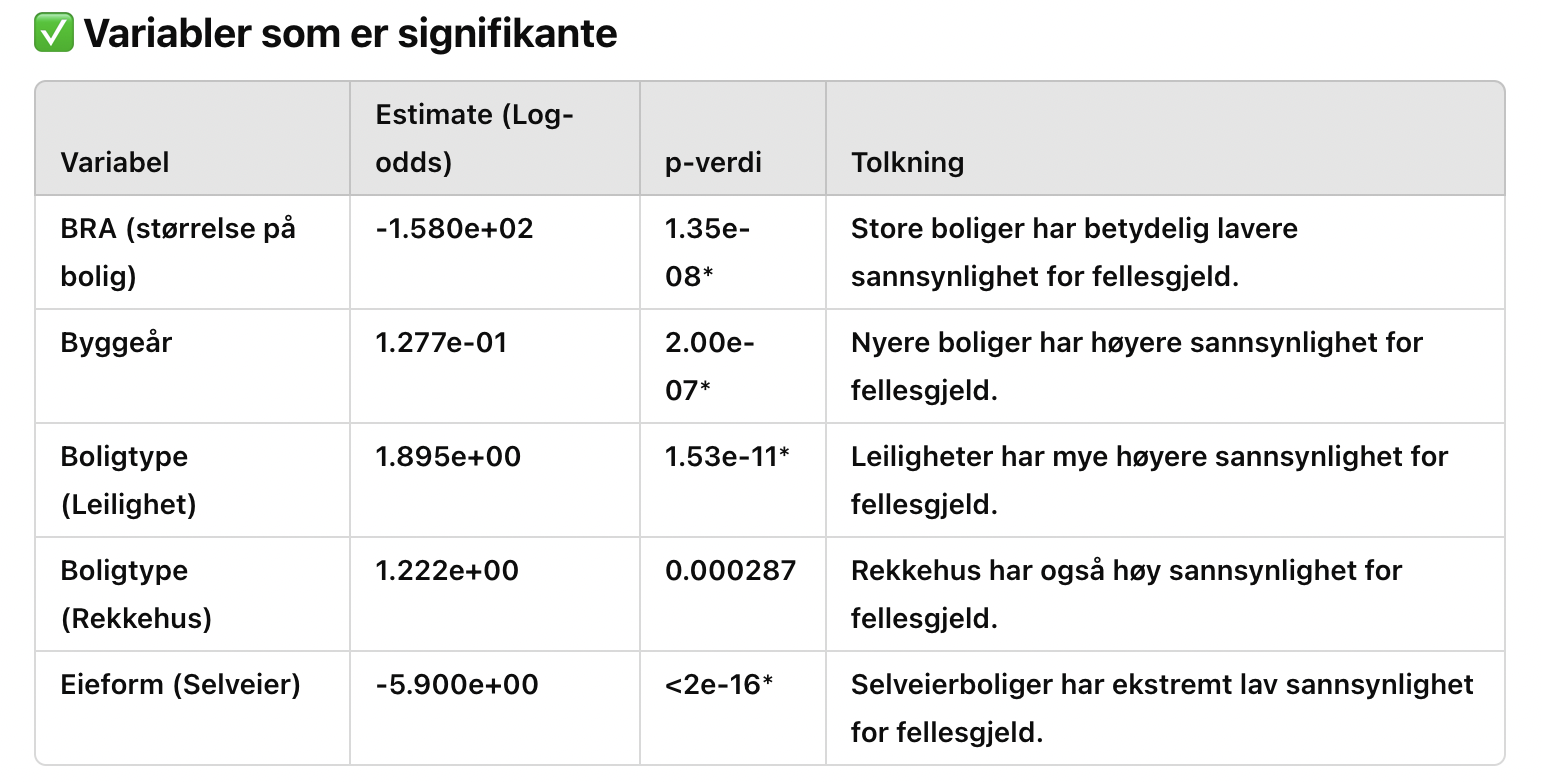 ✅ Variabler som er signifikante
Estimate (Log-
Variabel odds) p-verdi Tolkning
BRA (størrelse på -1.580e+02 1.35e- Store boliger har betydelig lavere
bolig) 08* sannsynlighet for fellesgjeld.
Byggeår 1.277e-01 2.00e- Nyere boliger har høyere sannsynlighet for
07* fellesgjeld.
Boligtype 1.895e+00 1.53e-11* Leiligheter har mye høyere sannsynlighet for
(Leilighet) fellesgjeld.
Boligtype 1.222e+00 0.000287 Rekkehus har også høy sannsynlighet for
(Rekkehus) fellesgjeld.
Eieform (Selveier) -5.900e+00 <2e-16* Selveierboliger har ekstremt lav sannsynlighet
for fellesgjeld.